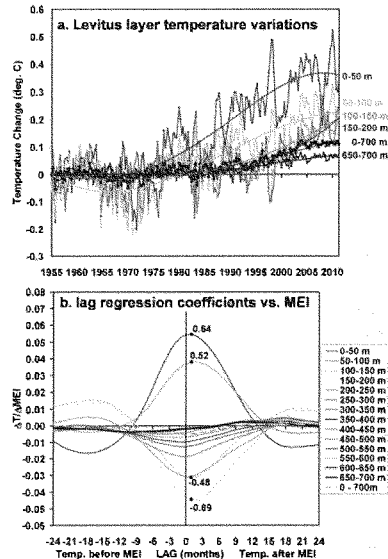 a. Levitus layer temperature variations
Temperature Change (deg. C)
0.6
0.5
0.4
0.3
0.2
0.1
0
-0.1
-0.2
-0.3
0-50 m
50-100 m
100-150 m
150-200 m
0-700 m
650-700 m
1955 1960 1965 1970 1975 1980 1985 1990 1995 2000 2005 2010
b. lag regression coefficients vs. MEI
ΔT/ΔMEI
0.08
0.07
0.06
0.05
0.04
0.03
0.02
0.01
0.00
-0.01
-0.02
-0.03
-0.04
-0.05
-0.06
0.64
0.52
-0.48
-0.69
0-50 m
50-100 m
100-150 m
150-200 m
200-250 m
250-300 m
300-350 m
350-400 m
400-450 m
450-500 m
500-550 m
550-600 m
600-650 m
650-700 m
0 - 700m
-24 -21 -18 -15 -12 -9 -6 -3 0 3 6 9 12 15 18 21 24
Temp. before MEI LAG (months) Temp. after MEI